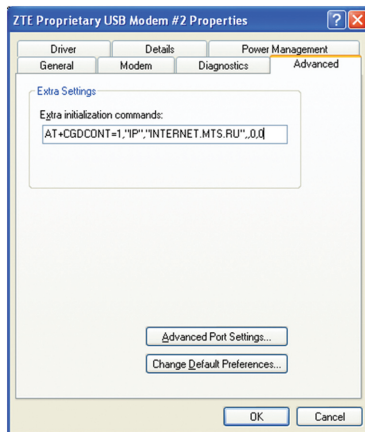 ZTE Proprietary USB Modem #2 Properties
Driver Details Power Management
General Modem Diagnostics Advanced
Extra Settings
Extra initialization commands:
AT+CGDCONT=1,"IP","INTERNET.MTS.RU",,0,0
Advanced Port Settings...
Change Default Preferences...
OK Cancel